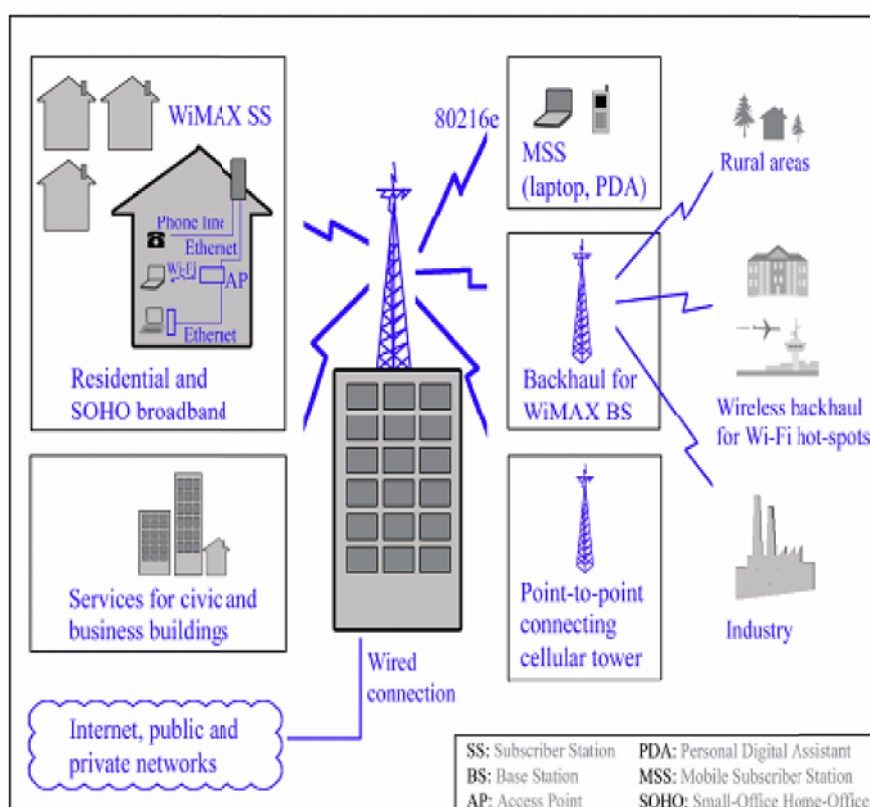 WiMAX SS
Phone line
Ethernet
Wi-Fi
AP
Ethernet
Residential and
SOHO broadband
Services for civic and
business buildings
Internet, public and
private networks
Wired
connection
80216e
MSS
(laptop, PDA)
Backhaul for
WiMAX BS
Point-to-point
connecting
cellular tower
Rural areas
Wireless backhaul
for Wi-Fi hot-spots
Industry
SS: Subscriber Station PDA: Personal Digital Assistant
BS: Base Station MSS: Mobile Subscriber Station
AP: Access Point SOHO: Small-Office Home-Office